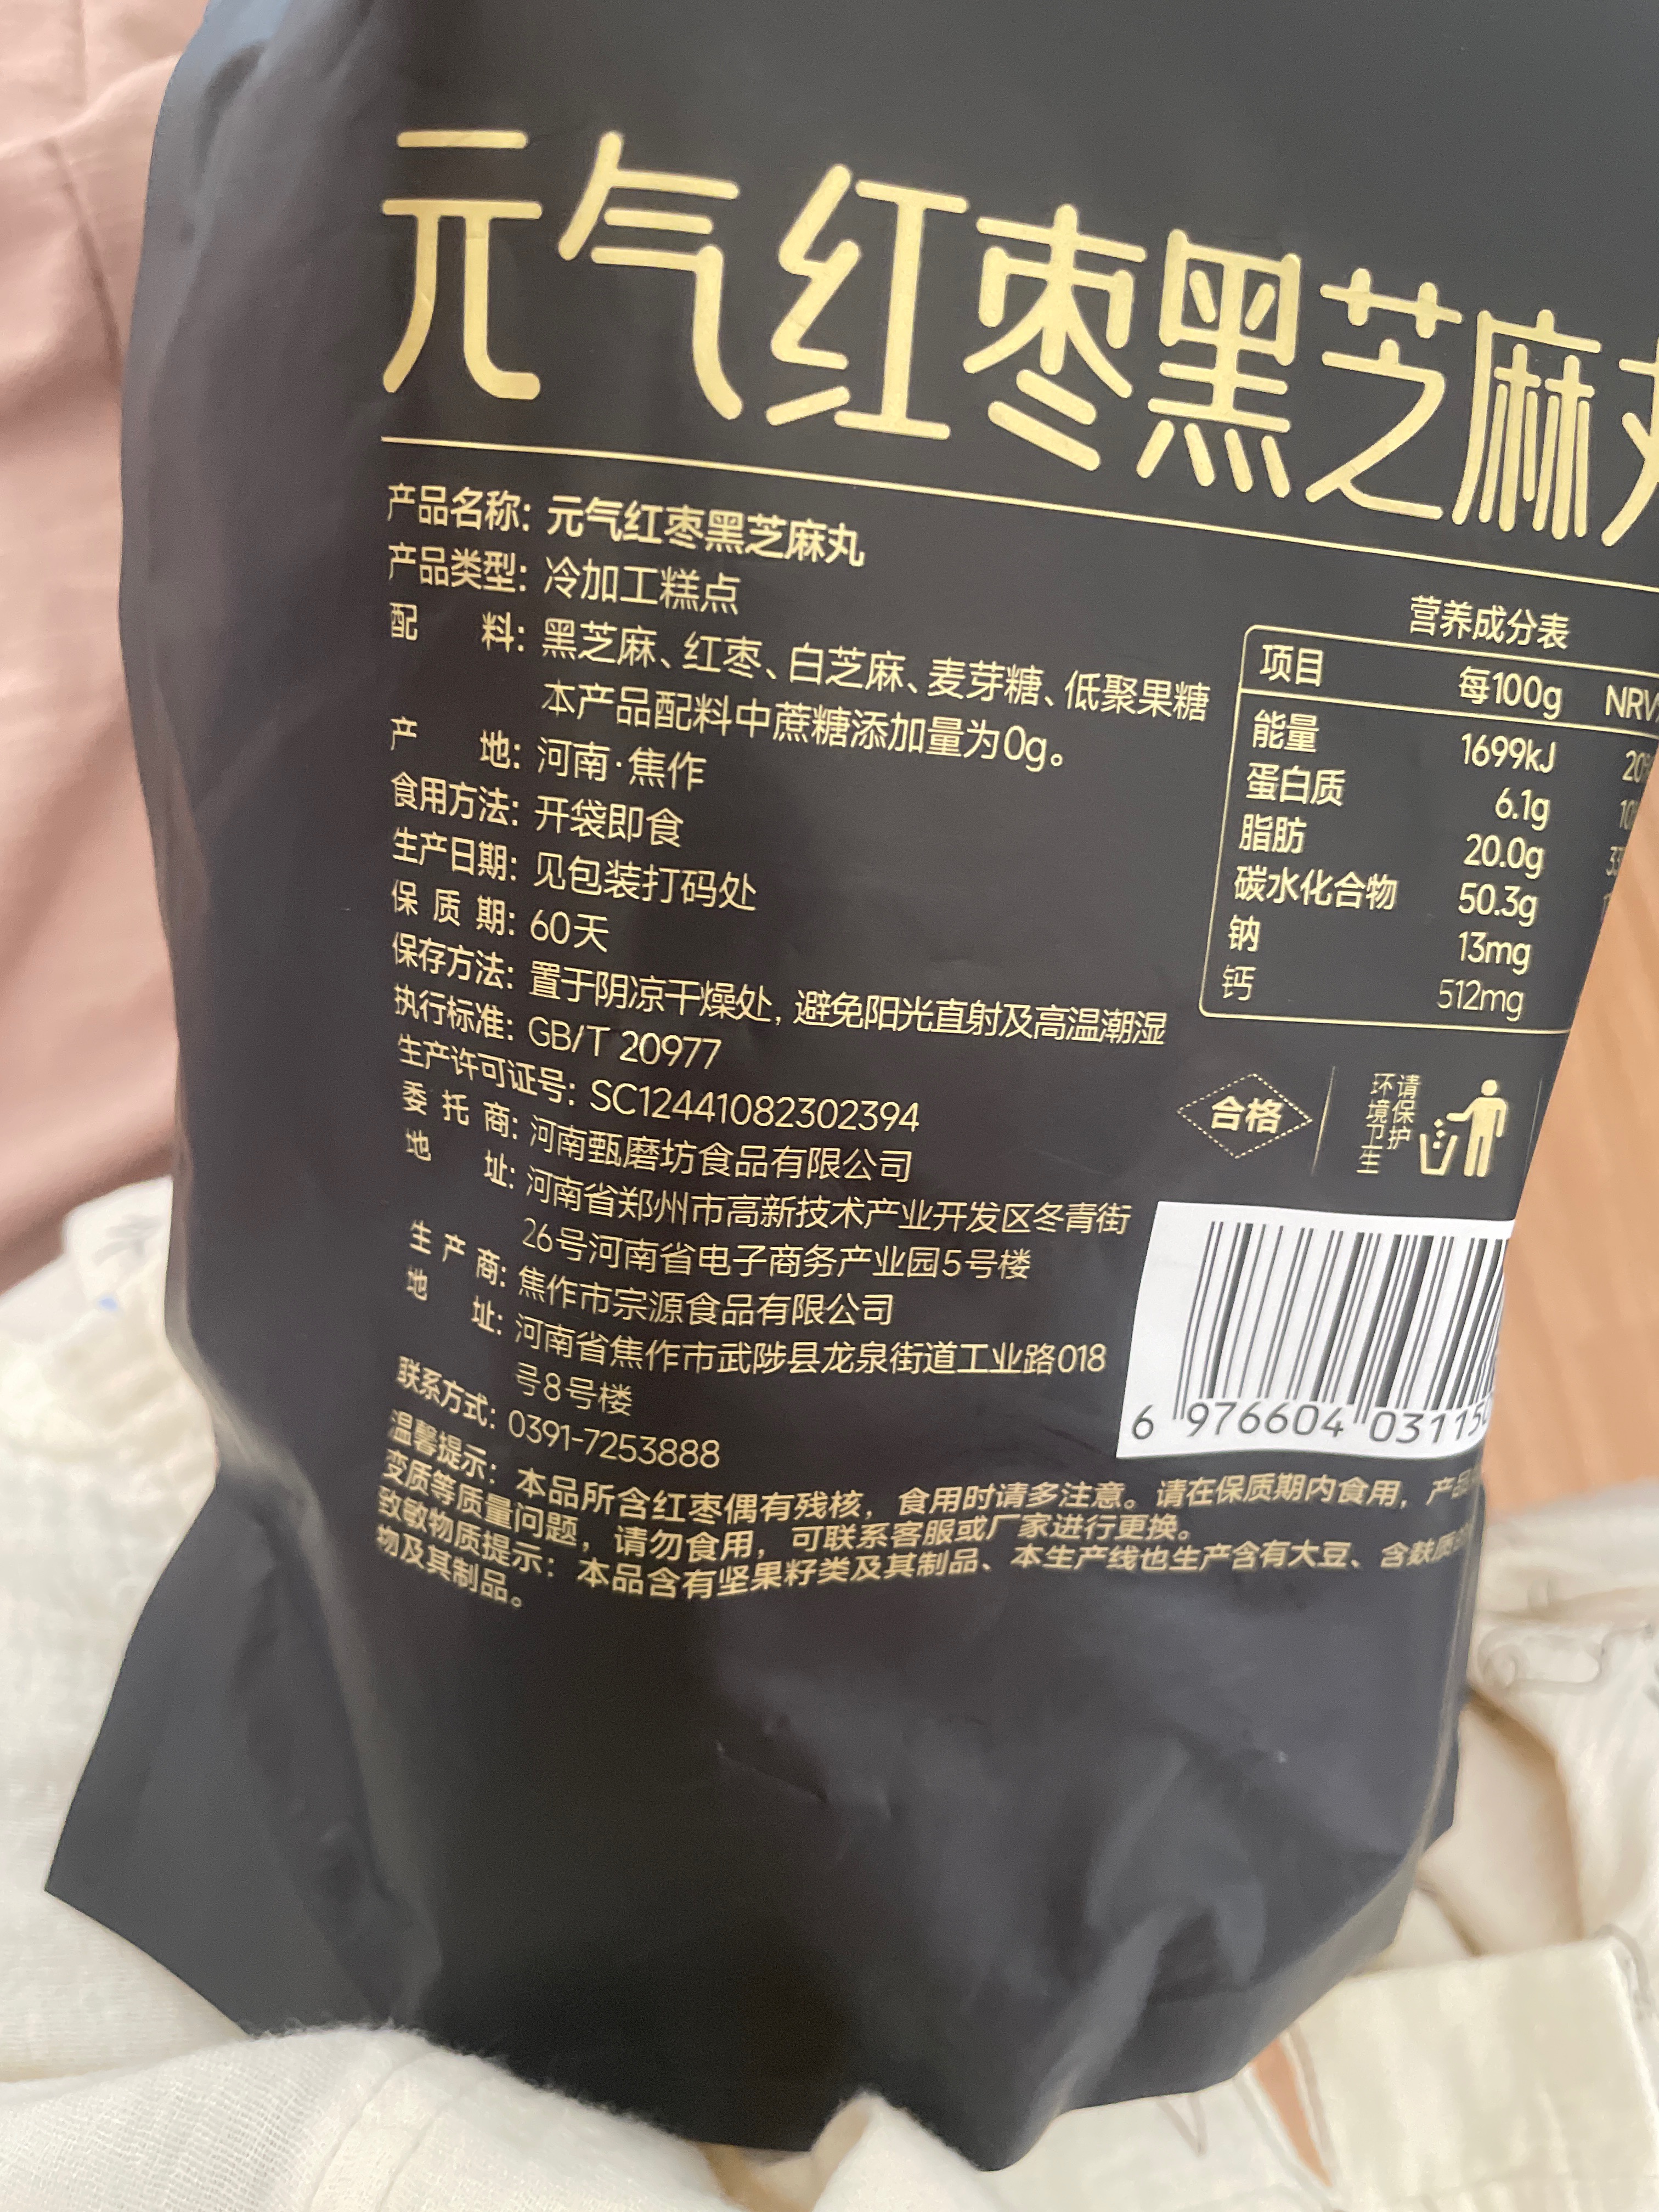 元气红枣黑芝麻
产品名称: 元气红枣黑芝麻丸
产品类型: 冷加工糕点
配 料: 黑芝麻、红枣、白芝麻、麦芽糖、低聚果糖
本产品配料中蔗糖添加量为0g。
产 地: 河南·焦作
食用方法: 开袋即食
生产日期: 见包装打码处
保 质 期: 60天
保存方法: 置于阴凉干燥处, 避免阳光直射及高温潮湿
执行标准: GB/T 20977
生产许可证号: SC12441082302394
委 托 商: 河南甄磨坊食品有限公司
地 址: 河南省郑州市高新技术产业开发区冬青街
26号河南省电子商务产业园5号楼
生 产 商: 焦作市宗源食品有限公司
地 址: 河南省焦作市武陟县龙泉街道工业路018
号8号楼
联系方式: 0391-7253888
温馨提示: 本品所含红枣偶有残核, 食用时请多注意。请在保质期内食用, 产品
变质等质量问题, 请勿食用, 可联系客服或厂家进行更换。
致敏物质提示: 本品含有坚果籽类及其制品、本生产线也生产含有大豆、含麸质
物及其制品。
营养成分表
项目 每100g NRV
能量 1699kJ
蛋白质 6.1g
脂肪 20.0g
碳水化合物 50.3g
钠 13mg
钙 512mg
合格
请保护
环境卫生
6 976604 03115